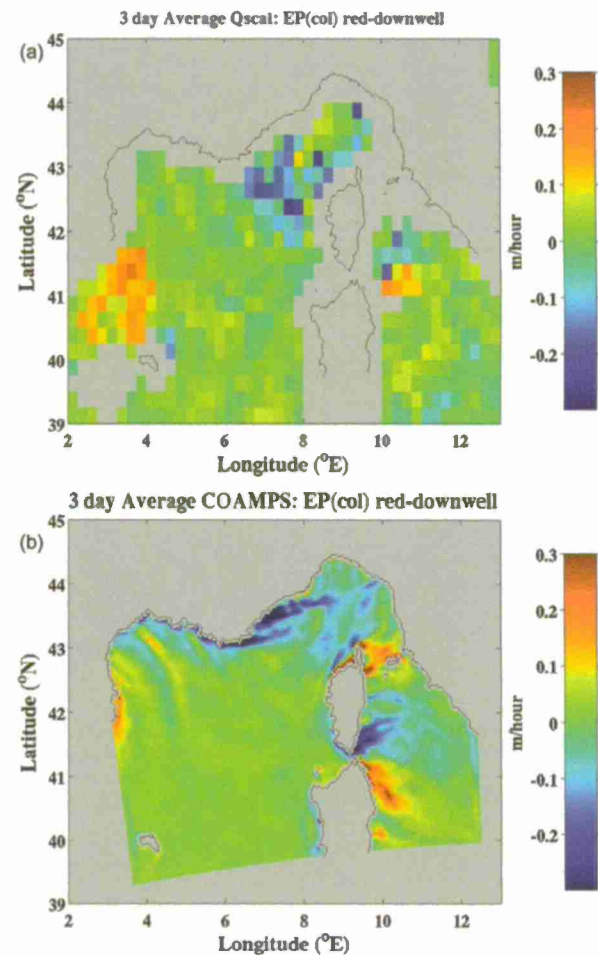 3 day Average Qscat: EP(col) red-downwell
(a)
45
44
43
42
41
40
39
Latitude (°N)
2 4 6 8 10 12
Longitude (°E)
0.3
0.2
0.1
0
-0.1
-0.2
m/hour
3 day Average COAMPS: EP(col) red-downwell
(b)
45
44
43
42
41
40
39
Latitude (°N)
2 4 6 8 10 12
Longitude (°E)
0.3
0.2
0.1
0
-0.1
-0.2
m/hour